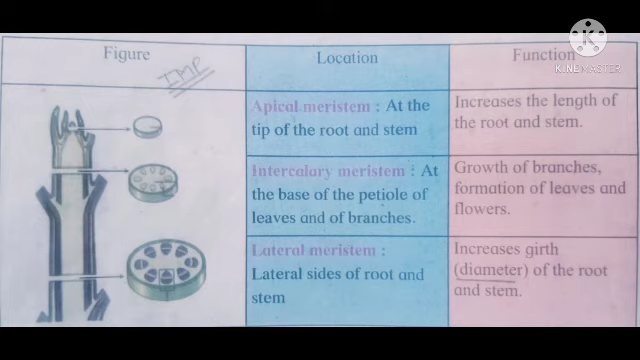 Figure
Location
Function
IMP
KINEMASTER
Apical meristem : At the
tip of the root and stem
Increases the length of
the root and stem.
Intercalary meristem : At
the base of the petiole of
leaves and of branches.
Growth of branches,
formation of leaves and
flowers.
Lateral meristem :
Lateral sides of root and
stem
Increases girth
(diameter) of the root
and stem.